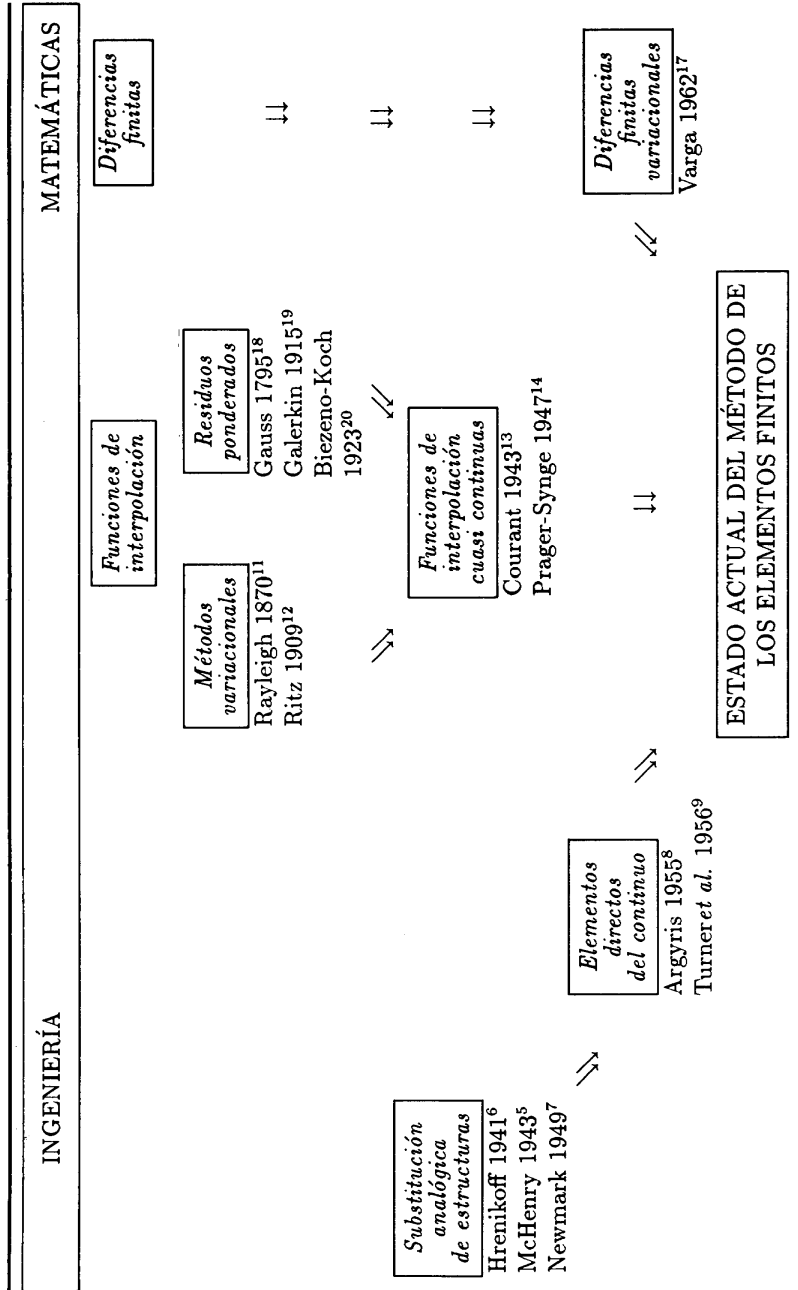 INGENIERÍA
MATEMÁTICAS
Funciones de
interpolación
Diferencias
finitas
Métodos
variacionales
Rayleigh 1870¹¹
Ritz 1909¹²
Residuos
ponderados
Gauss 1795¹⁸
Galerkin 1915¹⁹
Biezeno-Koch
1923²⁰
Substitución
analógica
de estructuras
Hrenikoff 1941⁶
McHenry 1943⁵
Newmark 1949⁷
Funciones de
interpolación
cuasi continuas
Courant 1943¹³
Prager-Synge 1947¹⁴
Elementos
directos
del continuo
Argyris 1955⁸
Turner et al. 1956⁹
Diferencias
finitas
variacionales
Varga 1962¹⁷
ESTADO ACTUAL DEL MÉTODO DE
LOS ELEMENTOS FINITOS